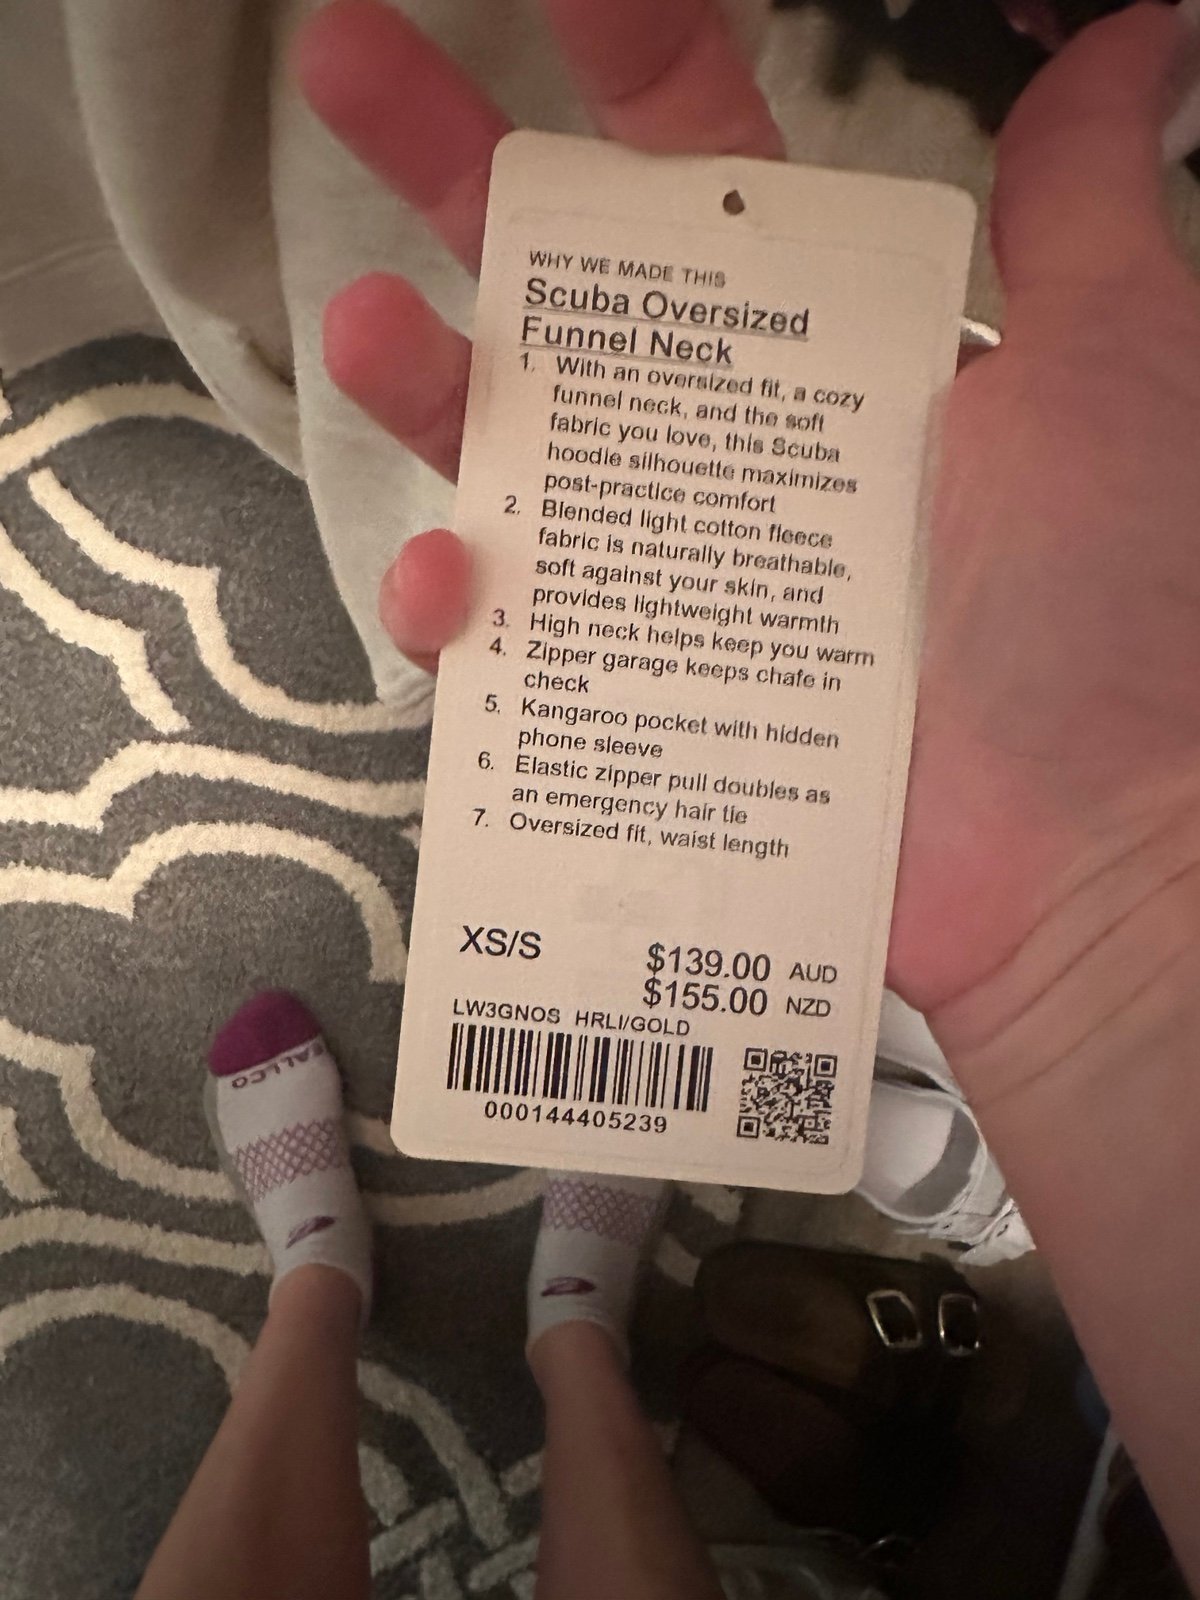 WHY WE MADE THIS
Scuba Oversized
Funnel Neck
1. With an oversized fit, a cozy
funnel neck, and the soft
fabric you love, this Scuba
hoodie silhouette maximizes
post-practice comfort
2. Blended light cotton fleece
fabric is naturally breathable,
soft against your skin, and
provides lightweight warmth
3. High neck helps keep you warm
4. Zipper garage keeps chafe in
check
5. Kangaroo pocket with hidden
phone sleeve
6. Elastic zipper pull doubles as
an emergency hair tie
7. Oversized fit, waist length
XS/S
$139.00 AUD
$155.00 NZD
LW3GNOS HRLI/GOLD
000144405239